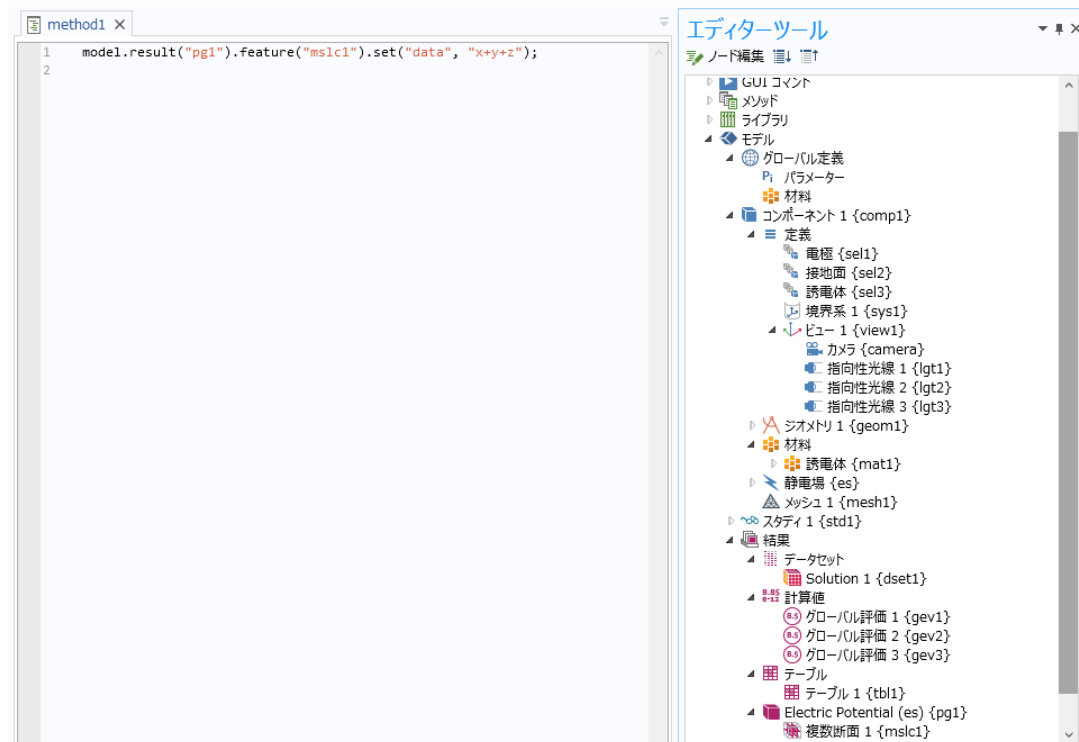 method1
エディターツール
ノード編集
1 model.result("pg1").feature("mslc1").set("data", "x+y+z");
2
GUI コマンド
メソッド
ライブラリ
モデル
グローバル定義
Pi パラメーター
材料
コンポーネント 1 {comp1}
定義
電極 {sel1}
接地面 {sel2}
誘電体 {sel3}
境界系 1 {sys1}
ビュー 1 {view1}
カメラ {camera}
指向性光線 1 {lgt1}
指向性光線 2 {lgt2}
指向性光線 3 {lgt3}
ジオメトリ 1 {geom1}
材料
誘電体 {mat1}
静電場 {es}
メッシュ 1 {mesh1}
スタディ 1 {std1}
結果
データセット
Solution 1 {dset1}
8.85 e-12 計算値
8.5 グローバル評価 1 {gev1}
8.5 グローバル評価 2 {gev2}
8.5 グローバル評価 3 {gev3}
テーブル
テーブル 1 {tbl1}
Electric Potential (es) {pg1}
複数断面 1 {mslc1}